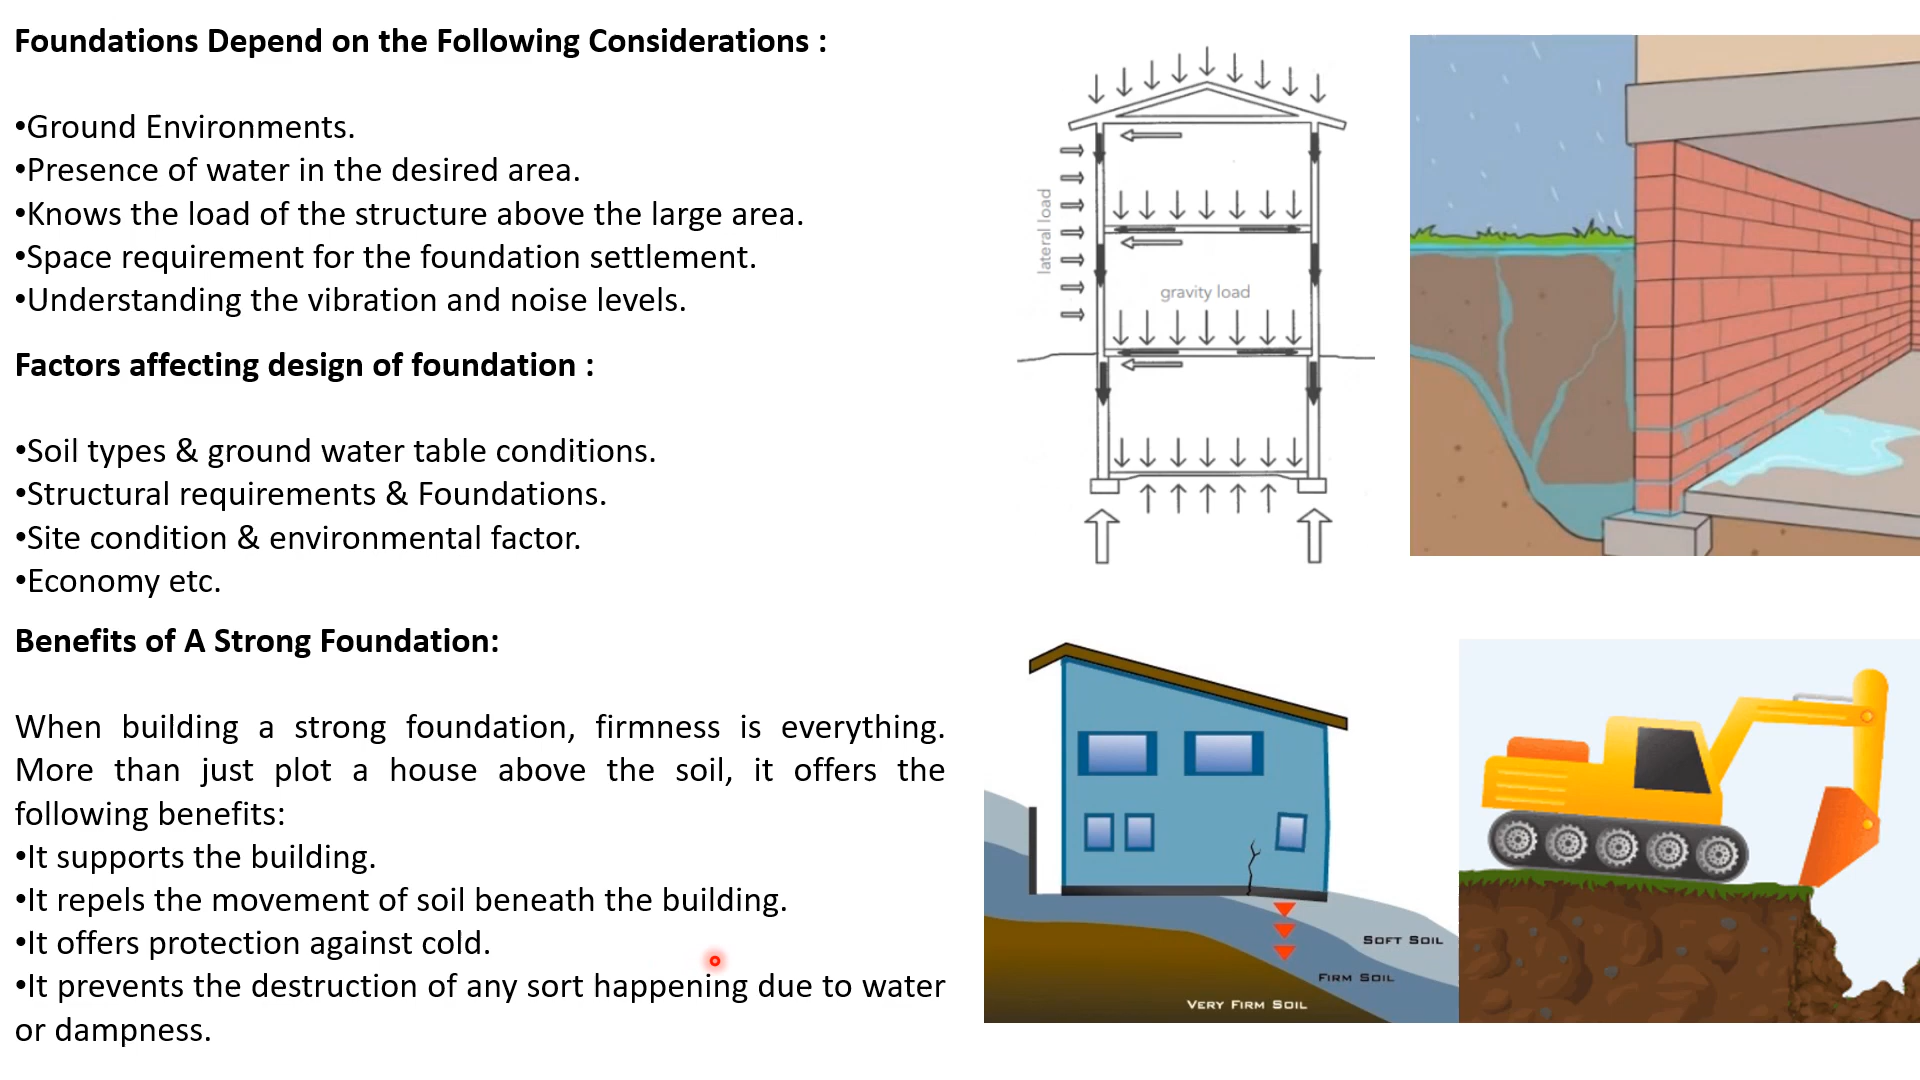 Foundations Depend on the Following Considerations :
•Ground Environments.
•Presence of water in the desired area.
•Knows the load of the structure above the large area.
•Space requirement for the foundation settlement.
•Understanding the vibration and noise levels.
Factors affecting design of foundation :
•Soil types & ground water table conditions.
•Structural requirements & Foundations.
•Site condition & environmental factor.
•Economy etc.
Benefits of A Strong Foundation:
When building a strong foundation, firmness is everything.
More than just plot a house above the soil, it offers the
following benefits:
•It supports the building.
•It repels the movement of soil beneath the building.
•It offers protection against cold.
•It prevents the destruction of any sort happening due to water
or dampness.
lateral load
gravity load
SOFT SOIL
FIRM SOIL
VERY FIRM SOIL